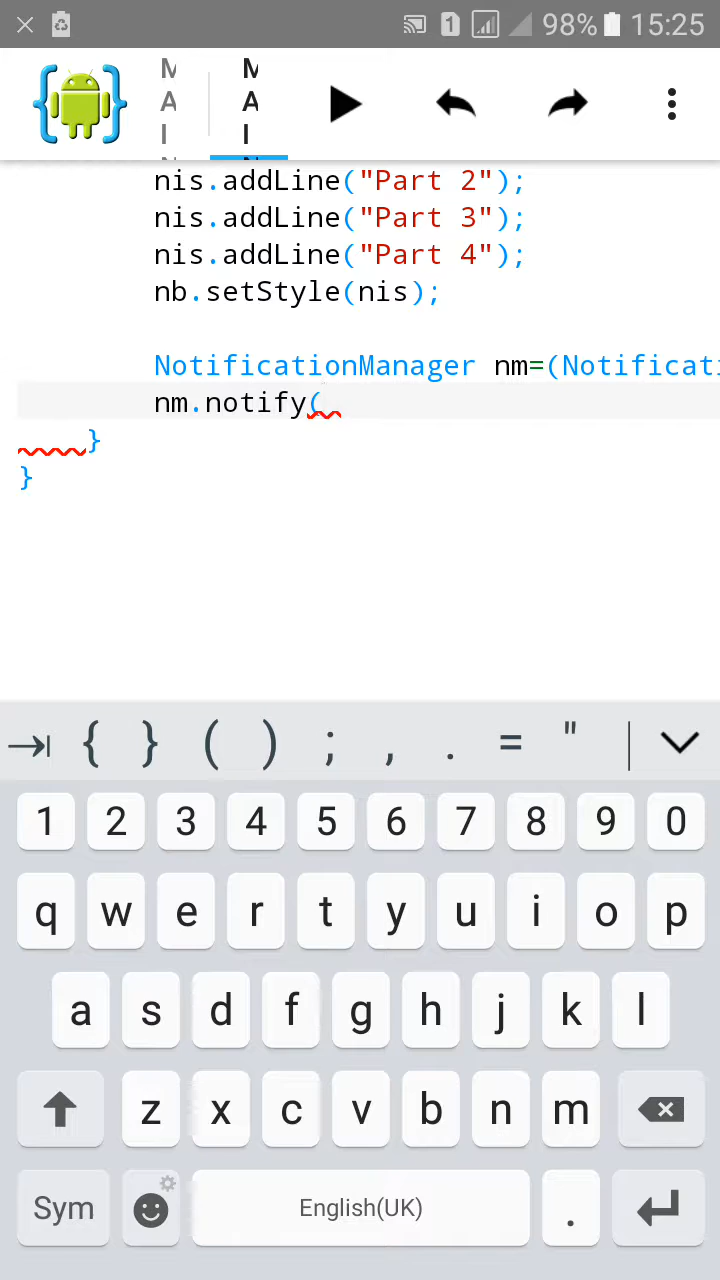 1 98% 15:25
M M
A A
I I
nis.addLine("Part 2");
nis.addLine("Part 3");
nis.addLine("Part 4");
nb.setStyle(nis);
NotificationManager nm=(Notificati
nm.notify(
}
}
{ } ( ) ; , . = " |
1 2 3 4 5 6 7 8 9 0
q w e r t y u i o p
a s d f g h j k l
z x c v b n m
Sym English(UK) .